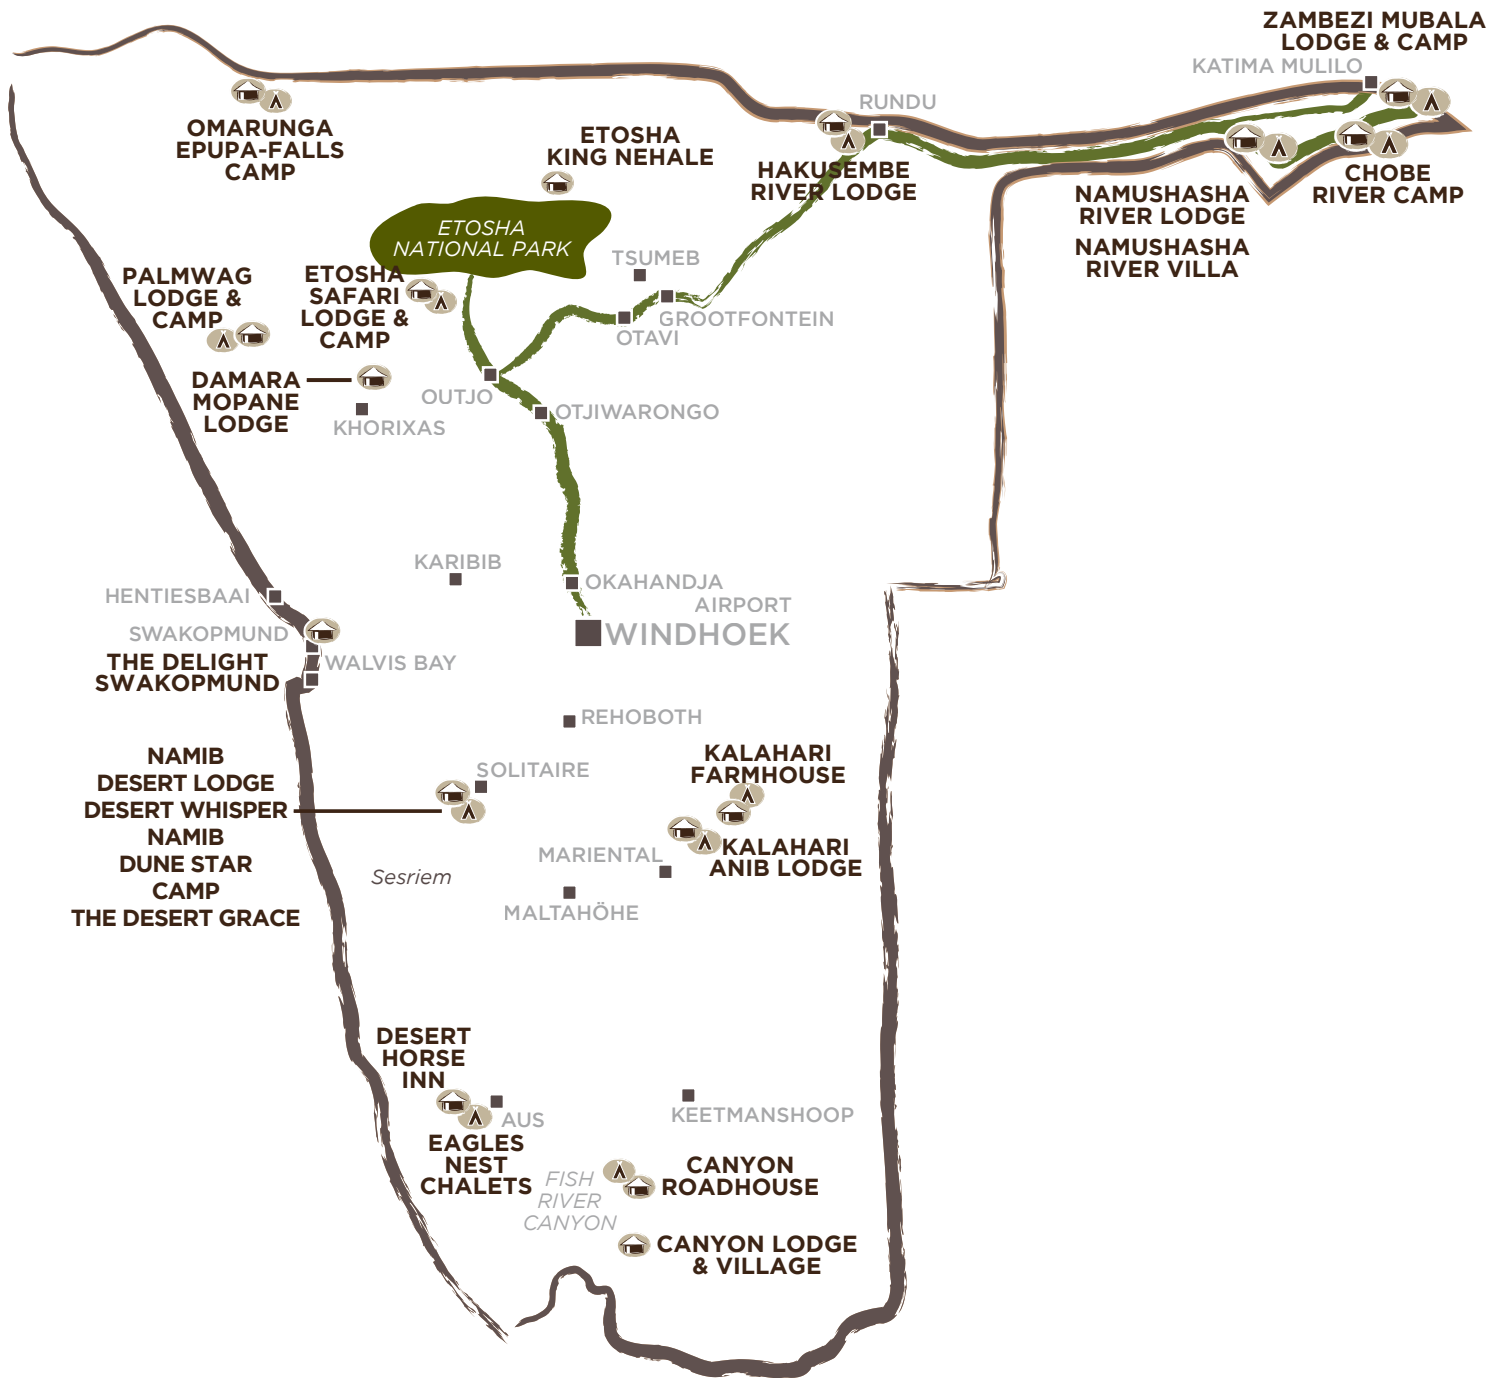 ZAMBEZI MUBALA
LODGE & CAMP
KATIMA MULILO
RUNDU
OMARUNGA
EPUPA-FALLS
CAMP
ETOSHA
KING NEHALE
HAKUSEMBE
RIVER LODGE
CHOBE
RIVER CAMP
NAMUSHASHA
RIVER LODGE
NAMUSHASHA
RIVER VILLA
ETOSHA
NATIONAL PARK
TSUMEB
PALMWAG
LODGE &
CAMP
ETOSHA
SAFARI
LODGE &
CAMP
GROOTFONTEIN
OTAVI
DAMARA
MOPANE
LODGE
OUTJO
OTJIWARONGO
KHORIXAS
KARIBIB
OKAHANDJA
HENTIESBAAI
AIRPORT
WINDHOEK
SWAKOPMUND
THE DELIGHT
SWAKOPMUND
WALVIS BAY
REHOBOTH
NAMIB
DESERT LODGE
DESERT WHISPER
NAMIB
DUNE STAR
CAMP
THE DESERT GRACE
SOLITAIRE
KALAHARI
FARMHOUSE
KALAHARI
ANIB LODGE
MARIENTAL
Sesriem
MALTAHÖHE
DESERT
HORSE
INN
AUS
EAGLES
NEST
CHALETS
KEETMANSHOOP
FISH
RIVER
CANYON
CANYON
ROADHOUSE
CANYON LODGE
& VILLAGE